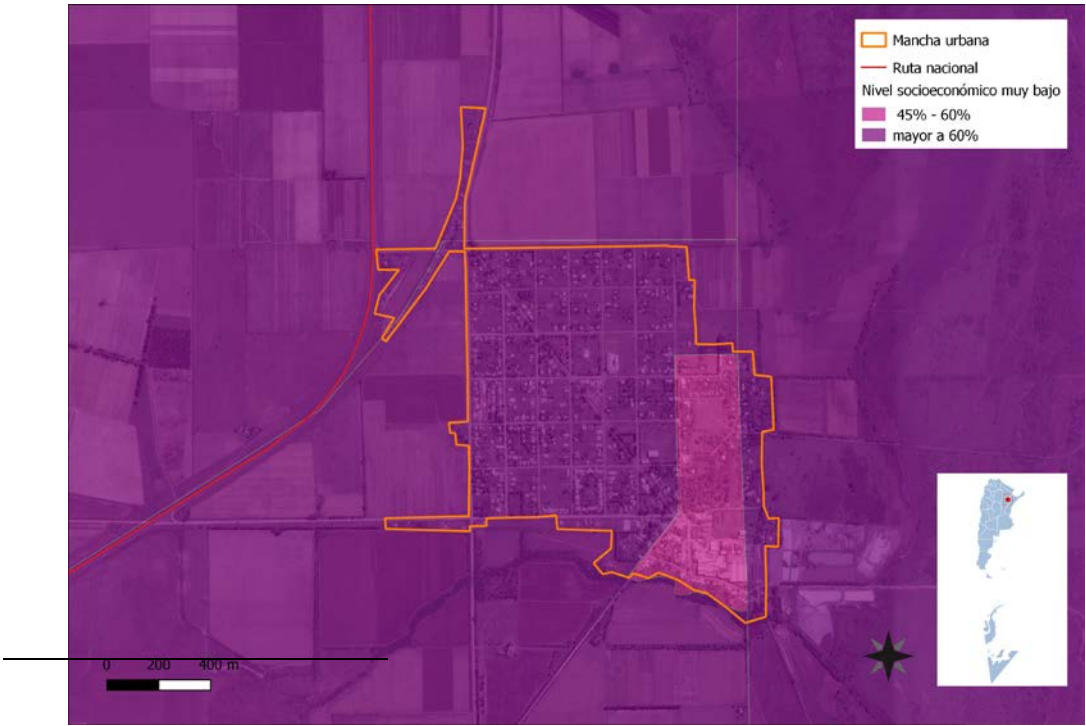 Mancha urbana
Ruta nacional
Nivel socioeconómico muy bajo
45% - 60%
mayor a 60%
0 200 400 m